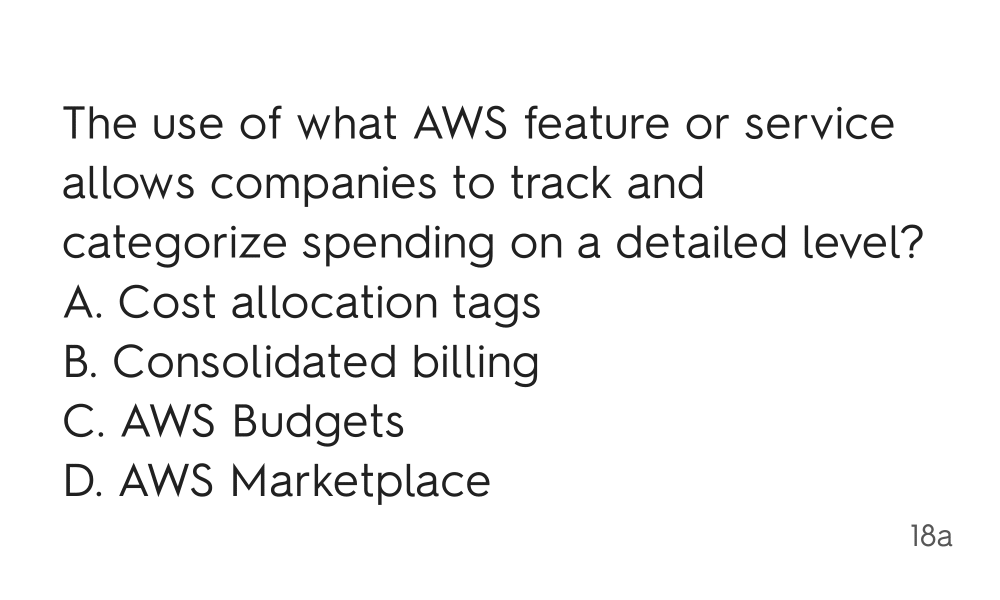 The use of what AWS feature or service
allows companies to track and
categorize spending on a detailed level?
A. Cost allocation tags
B. Consolidated billing
C. AWS Budgets
D. AWS Marketplace
18a